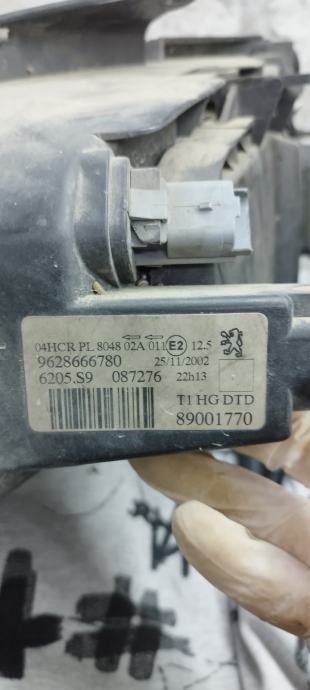 04HCR PL 8048 02A 011 E2 12.5
9628666780 25/11/2002
6205.S9 087276 22h13
T1 HG DTD
89001770